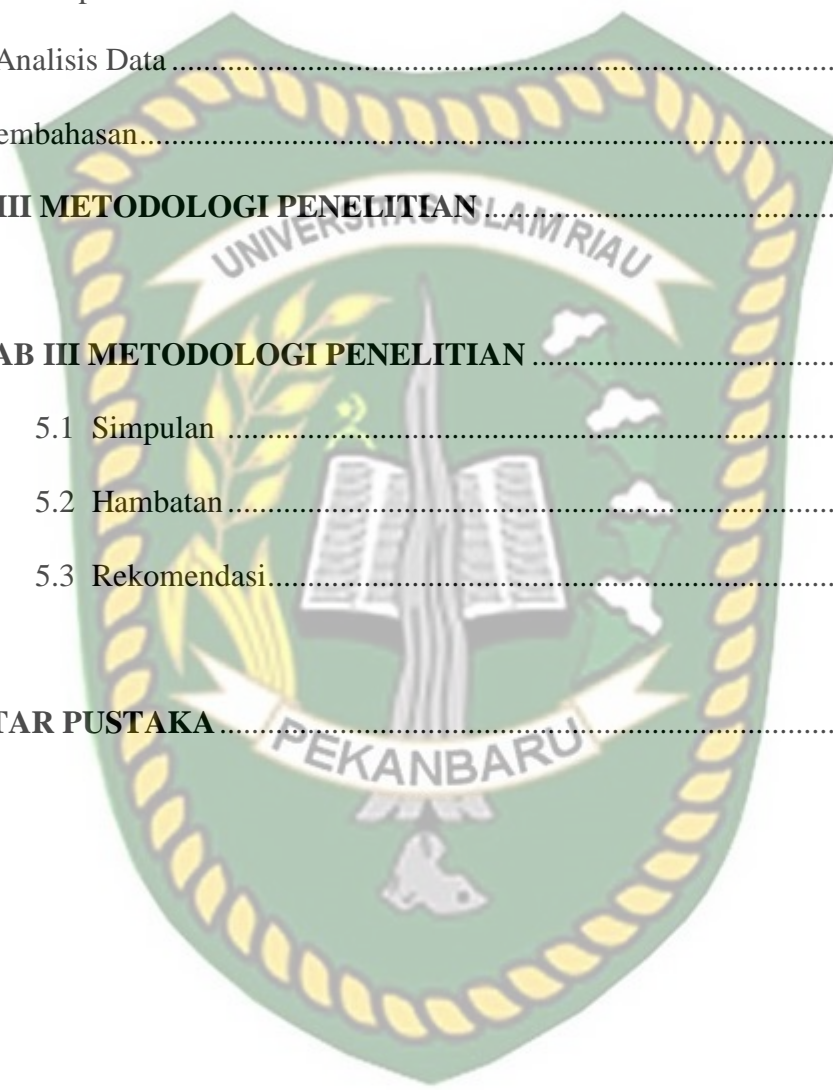 Analisis Data
embahasan
III METODOLOGI PENELITIAN
UNIVERSITAS ISLAM RIAU
AB III METODOLOGI PENELITIAN
5.1 Simpulan
5.2 Hambatan
5.3 Rekomendasi
TAR PUSTAKA
PEKANBARU